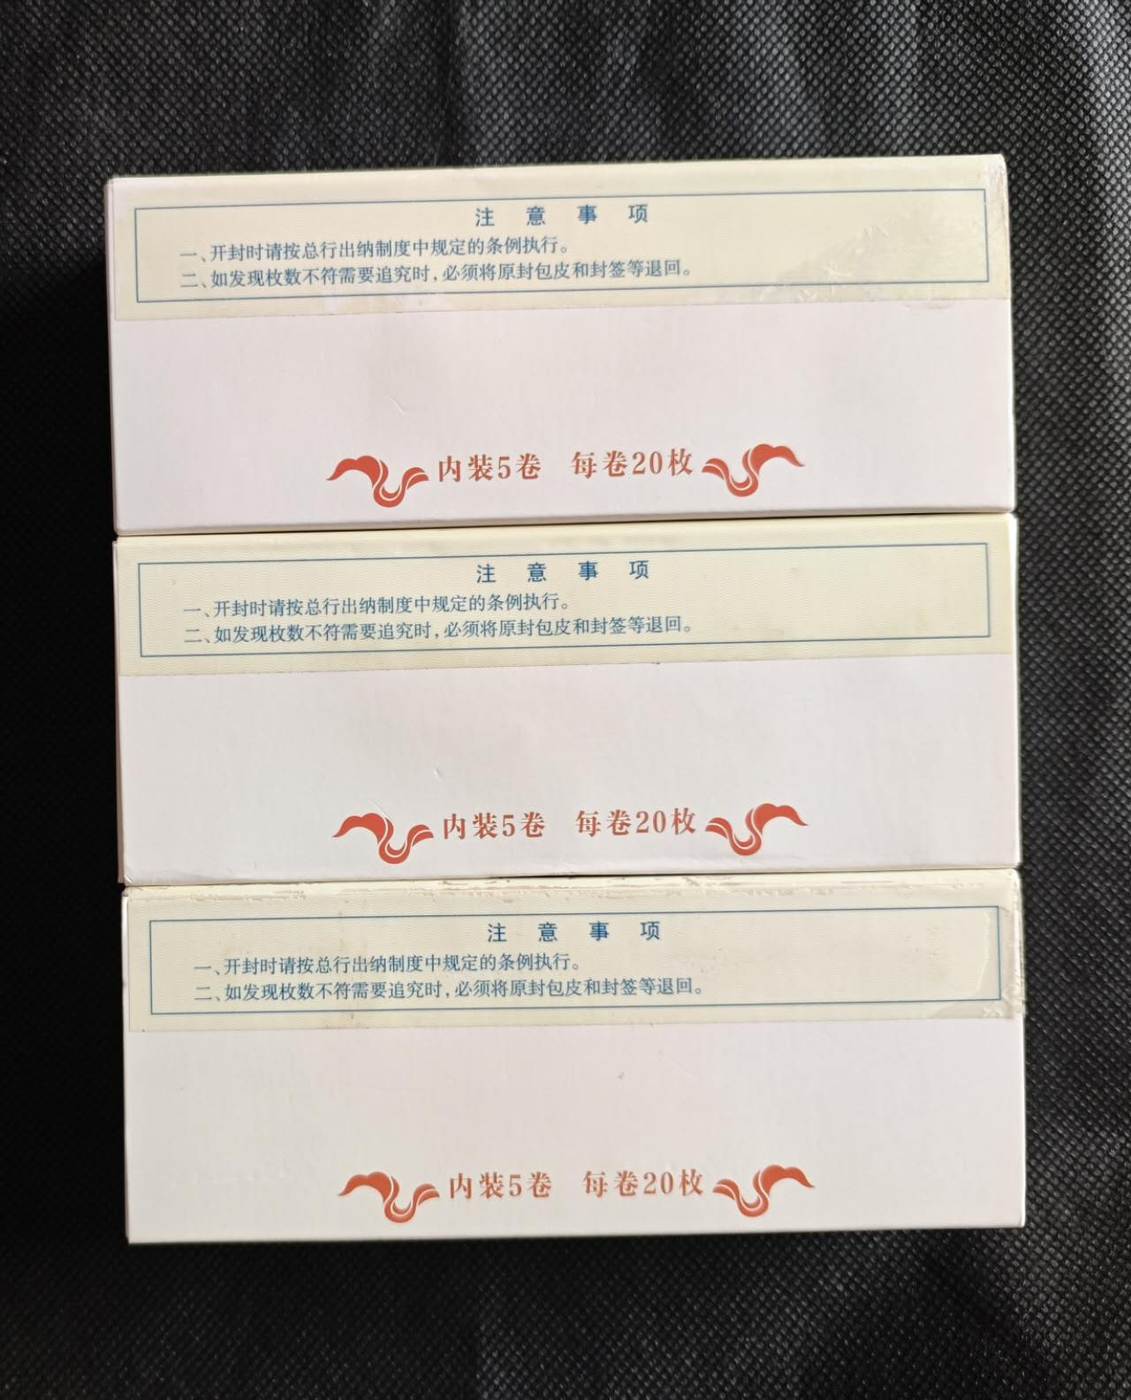 注意事项
一、开封时请按总行出纳制度中规定的条例执行。
二、如发现枚数不符需要追究时，必须将原封包皮和封签等退回。
内装5卷 每卷20枚
注意事项
一、开封时请按总行出纳制度中规定的条例执行。
二、如发现枚数不符需要追究时，必须将原封包皮和封签等退回。
内装5卷 每卷20枚
注意事项
一、开封时请按总行出纳制度中规定的条例执行。
二、如发现枚数不符需要追究时，必须将原封包皮和封签等退回。
内装5卷 每卷20枚